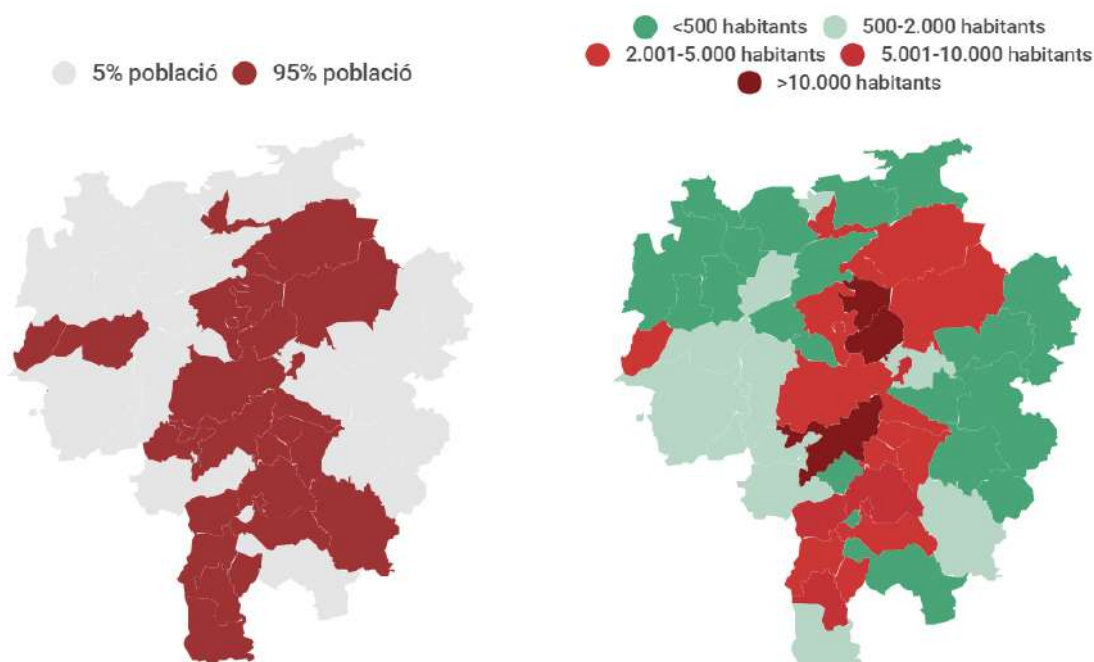 5% població 95% població
<500 habitants 500-2.000 habitants
2.001-5.000 habitants 5.001-10.000 habitants
>10.000 habitants